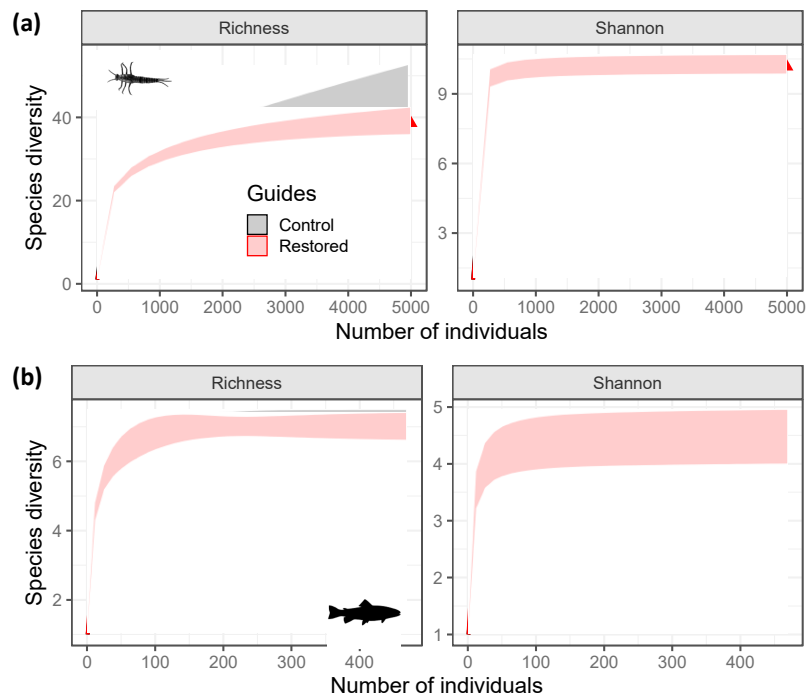 (a)
Richness
Shannon
Species diversity
40
20
0
9
6
3
Guides
Control
Restored
0 1000 2000 3000 4000 5000
0 1000 2000 3000 4000 5000
Number of individuals
(b)
Richness
Shannon
Species diversity
6
4
2
5
4
3
2
1
0 100 200 300 400
0 100 200 300 400
Number of individuals